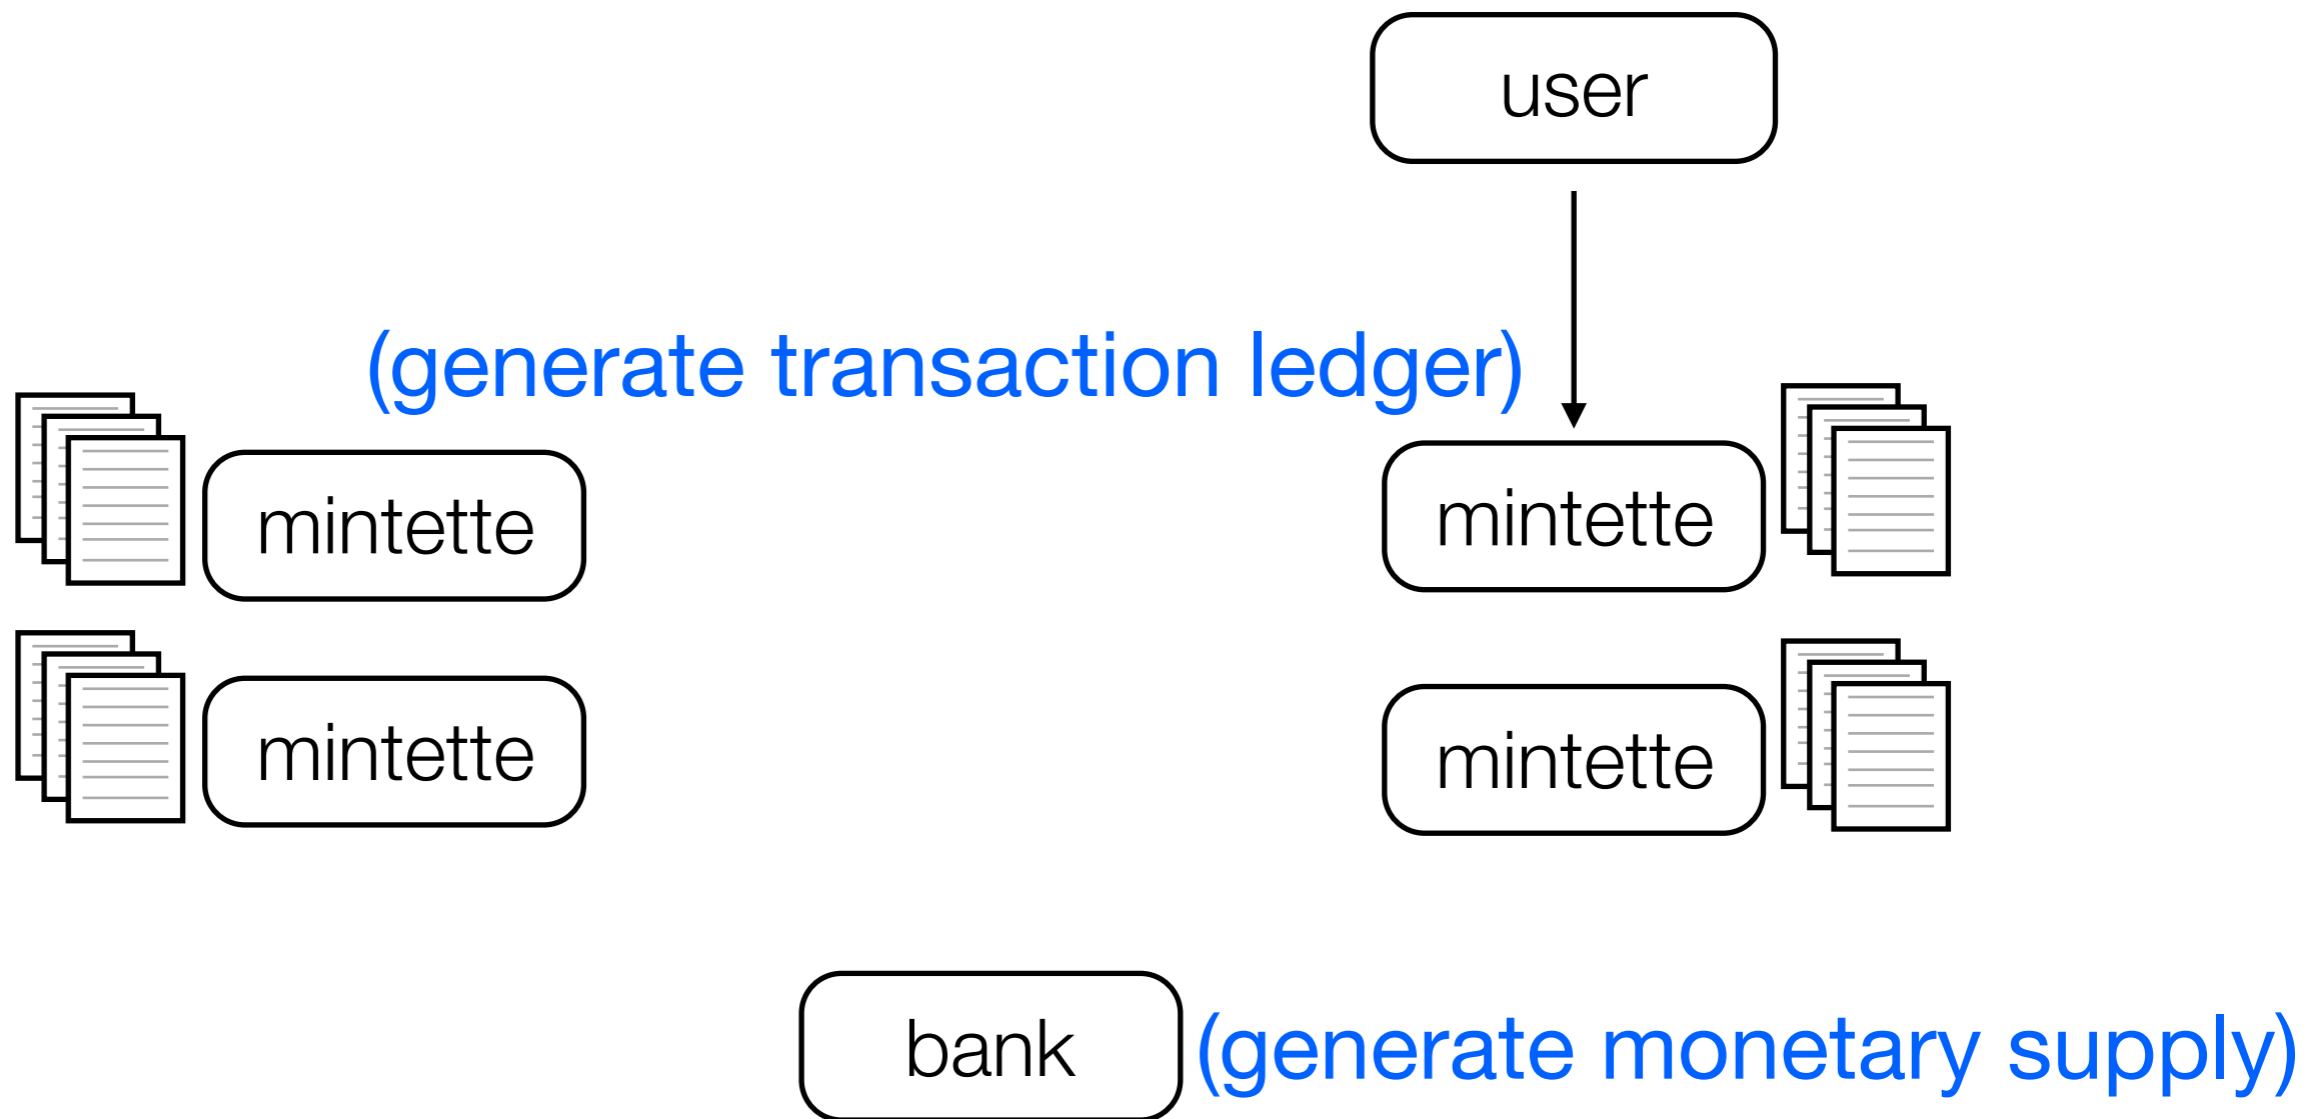 user
(generate transaction ledger)
mintette
mintette
mintette
mintette
bank
(generate monetary supply)